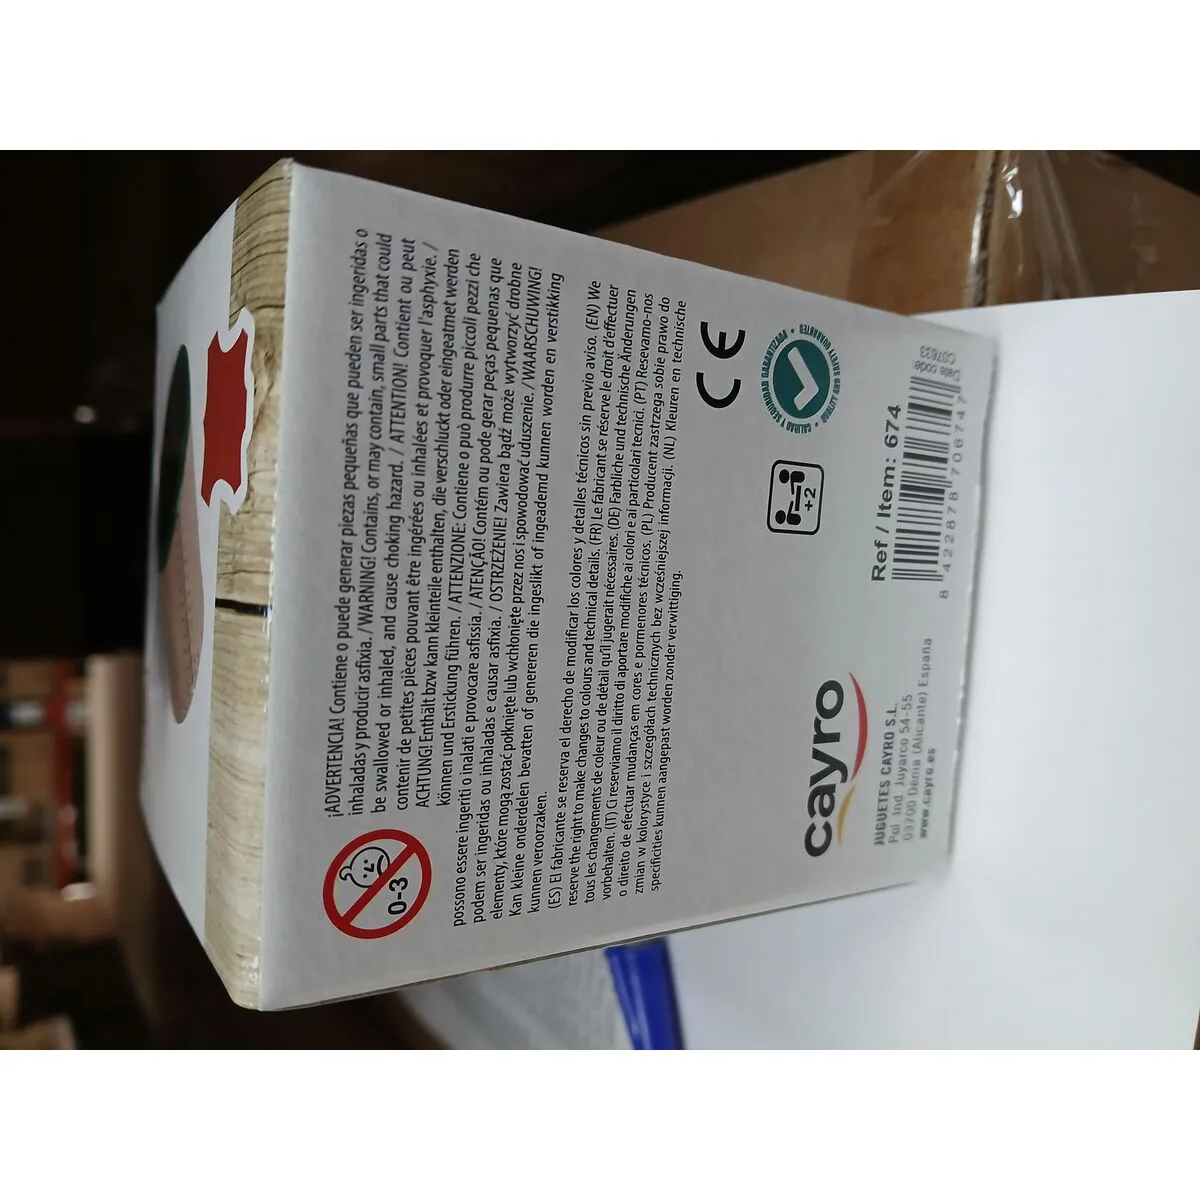 ¡ADVERTENCIA! Contiene o puede generar piezas pequeñas que pueden ser ingeridas o
inhaladas y producir asfixia. / WARNING! Contains, or may contain, small parts that could
be swallowed or inhaled, and cause choking hazard. / ATTENTION! Contient ou peut
contenir de petites pièces pouvant être ingérées ou inhalées et provoquer l'asphyxie. /
ACHTUNG! Enthält bzw kann kleinteile enthalten, die verschluckt oder eingeatmet werden
können und Erstickung führen. / ATTENZIONE: Contiene o può produrre piccoli pezzi che
possono essere ingeriti o inalati e provocare asfissia. / ATENÇÃO! Contém ou pode gerar peças pequenas que
podem ser ingeridas ou inhaladas e causar asfixia. / OSTRZEŻENIE! Zawiera bądź może wytworzyć drobne
elementy, które mogą zostać połknięte lub wchłonięte przez nos i spowodować uduszenie. / WAARSCHUWING!
Kan kleine onderdelen bevatten of genereren die ingeslikt of ingeademd kunnen worden en verstikking
kunnen veroorzaken.
0-3
(ES) El fabricante se reserva el derecho de modificar los colores y detalles técnicos sin previo aviso. (EN) We
reserve the right to make changes to colours and technical details. (FR) Le fabricant se réserve le droit d'effectuer
tous les changements de coleur ou de détail qu'il jugerait nécessaires. (DE) Farbliche und technische Änderungen
vorbehalten. (IT) Ci reserviamo il diritto di aportare modifiche ai colori e ai particolari tecnici. (PT) Resevamo-nos
o direito de efectuar mudanças em cores e pormenores técnicos. (PL) Producent zastrzega sobie prawo do
zmian w kolorystyce i szczegółach technicznych bez wcześniejszej informacji. (NL) Kleuren en technische
specificities kunnen aangepast worden zonder verwittiging.
CE
cayro
+2
CALIDAD Y SEGURIDAD GARANTIZADA
QUALITY AND SAFETY GUARANTED
JUGUETES CAYRO S.L.
Pol. Ind. Juyarco 54-55
03700 Denia (Alicante) España
www.cayro.es
Ref / Item: 674
Date code:
C07633
8 422878 706747